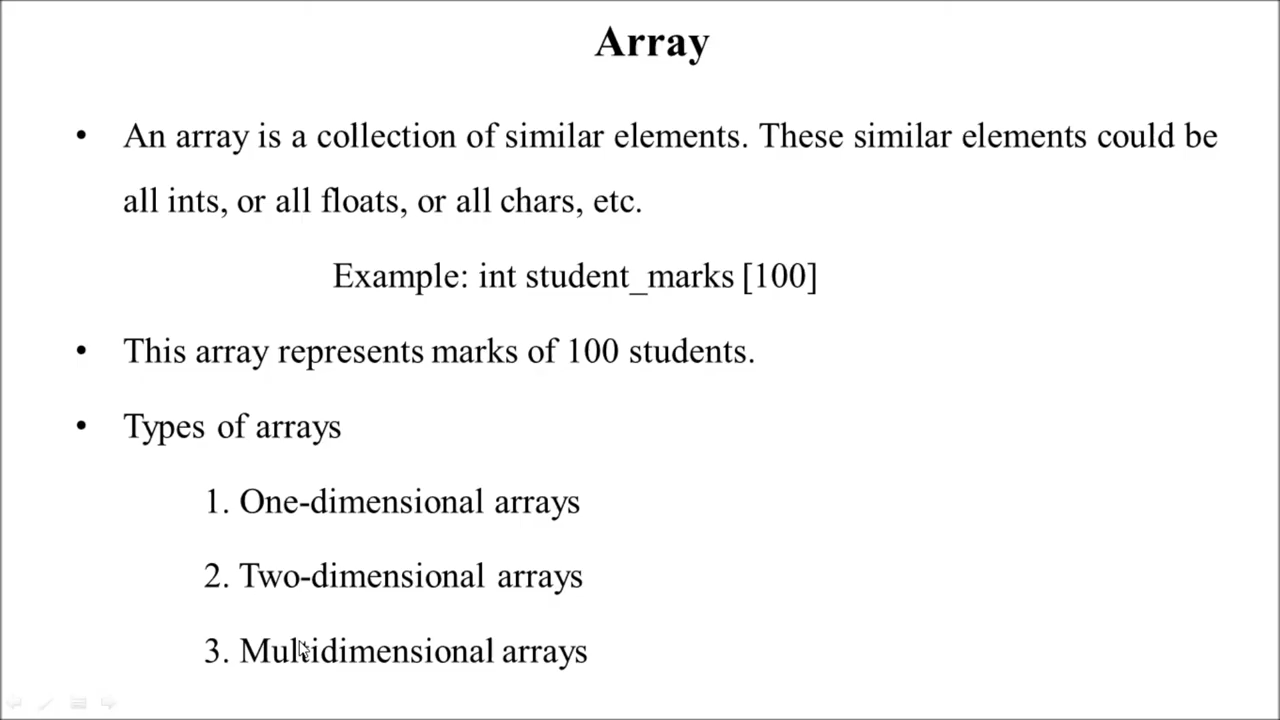 Array
• An array is a collection of similar elements. These similar elements could be
all ints, or all floats, or all chars, etc.
Example: int student_marks [100]
• This array represents marks of 100 students.
• Types of arrays
1. One-dimensional arrays
2. Two-dimensional arrays
3. Multidimensional arrays